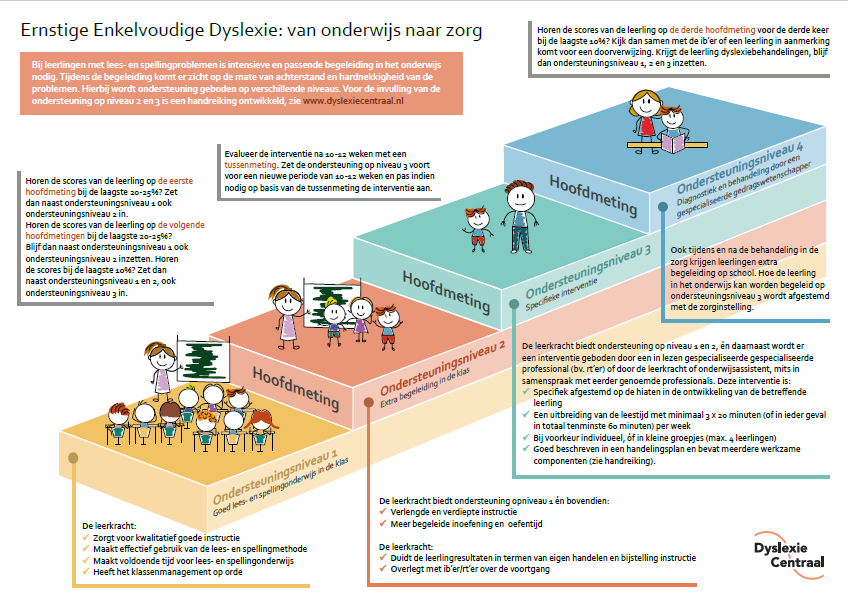 Ernstige Enkelvoudige Dyslexie: van onderwijs naar zorg
Bij leerlingen met lees- en spellingproblemen is intensieve en passende begeleiding in het onderwijs
nodig. Tijdens de begeleiding komt er zicht op de mate van achterstand en hardnekkigheid van de
problemen. Hierbij wordt ondersteuning geboden op verschillende niveaus. Voor de invulling van de
ondersteuning op niveau 2 en 3 is een handreiking ontwikkeld, zie www.dyslexiecentraal.nl
Horen de scores van de leerling op de derde hoofdmeting voor de derde keer
bij de laagste 10%? Kijk dan samen met de ib'er of een leerling in aanmerking
komt voor een doorverwijzing. Krijgt de leerling dyslexiebehandelingen, blijf
dan ondersteuningsniveau 1, 2 en 3 inzetten.
Evalueer de interventie na 10-12 weken met een
tussenmeting. Zet de ondersteuning op niveau 3 voort
voor een nieuwe periode van 10-12 weken en pas indien
nodig op basis van de tussenmeting de interventie aan.
Horen de scores van de leerling op de eerste
hoofdmeting bij de laagste 20-25%? Zet
dan naast ondersteuningsniveau 1 ook
ondersteuningsniveau 2 in.
Horen de scores van de leerling op de volgende
hoofdmetingen bij de laagste 20-25%?
Blijf dan naast ondersteuningsniveau 1 ook
ondersteuningsniveau 2 inzetten. Horen
de scores bij de laagste 10%? Zet dan
naast ondersteuningsniveau 1 en 2, ook
ondersteuningsniveau 3 in.
Hoofdmeting
Ondersteuningsniveau 4
Diagnostiek en behandeling door een
gespecialiseerde gedragswetenschapper
Ook tijdens en na de behandeling in de
zorg krijgen leerlingen extra
begeleiding op school. Hoe de leerling
in het onderwijs kan worden begeleid op
ondersteuningsniveau 3 wordt afgestemd
met de zorginstelling.
Hoofdmeting
Ondersteuningsniveau 3
Specifieke interventie
De leerkracht biedt ondersteuning op niveau 1 en 2, én daarnaast wordt er
een interventie geboden door een in lezen gespecialiseerde gespecialiseerde
professional (bv. rt'er) of door de leerkracht of onderwijsassistent, mits in
samenspraak met eerder genoemde professionals. Deze interventie is:
✓ Specifiek afgestemd op de hiaten in de ontwikkeling van de betreffende
leerling
✓ Een uitbreiding van de leestijd met minimaal 3 x 20 minuten (of in ieder geval
in totaal tenminste 60 minuten) per week
✓ Bij voorkeur individueel, óf in kleine groepjes (max. 4 leerlingen)
✓ Goed beschreven in een handelingsplan en bevat meerdere werkzame
componenten (zie handreiking).
Hoofdmeting
Ondersteuningsniveau 2
Extra begeleiding in de klas
De leerkracht biedt ondersteuning opniveau 1 én bovendien:
✓ Verlengde en verdiepte instructie
✓ Meer begeleide inoefening en oefentijd
De leerkracht:
✓ Duidt de leerlingresultaten in termen van eigen handelen en bijstelling instructie
✓ Overlegt met ib'er/rt'er over de voortgang
Ondersteuningsniveau 1
Goed lees- en spellingonderwijs in de klas
De leerkracht:
✓ Zorgt voor kwalitatief goede instructie
✓ Maakt effectief gebruik van de lees- en spellingmethode
✓ Maakt voldoende tijd voor lees- en spellingonderwijs
✓ Heeft het klassenmanagement op orde
Dyslexie
Centraal